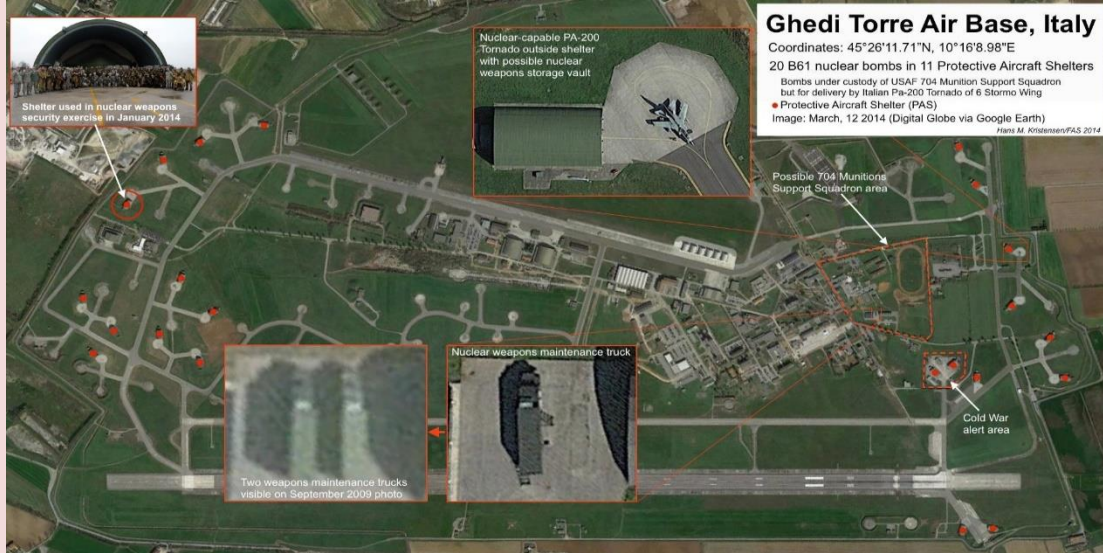 Ghedi Torre Air Base, Italy
Coordinates: 45°26'11.71"N, 10°16'8.98"E
20 B61 nuclear bombs in 11 Protective Aircraft Shelters
Bombs under custody of USAF 704 Munition Support Squadron
but for delivery by Italian Pa-200 Tornado of 6 Stormo Wing
Protective Aircraft Shelter (PAS)
Image: March, 12 2014 (Digital Globe via Google Earth)
Hans M. Kristensen/FAS 2014
Nuclear-capable PA-200
Tornado outside shelter
with possible nuclear
weapons storage vault
Shelter used in nuclear weapons
security exercise in January 2014
Possible 704 Munitions
Support Squadron area
Nuclear weapons maintenance truck
Cold War
alert area
Two weapons maintenance trucks
visible on September 2009 photo